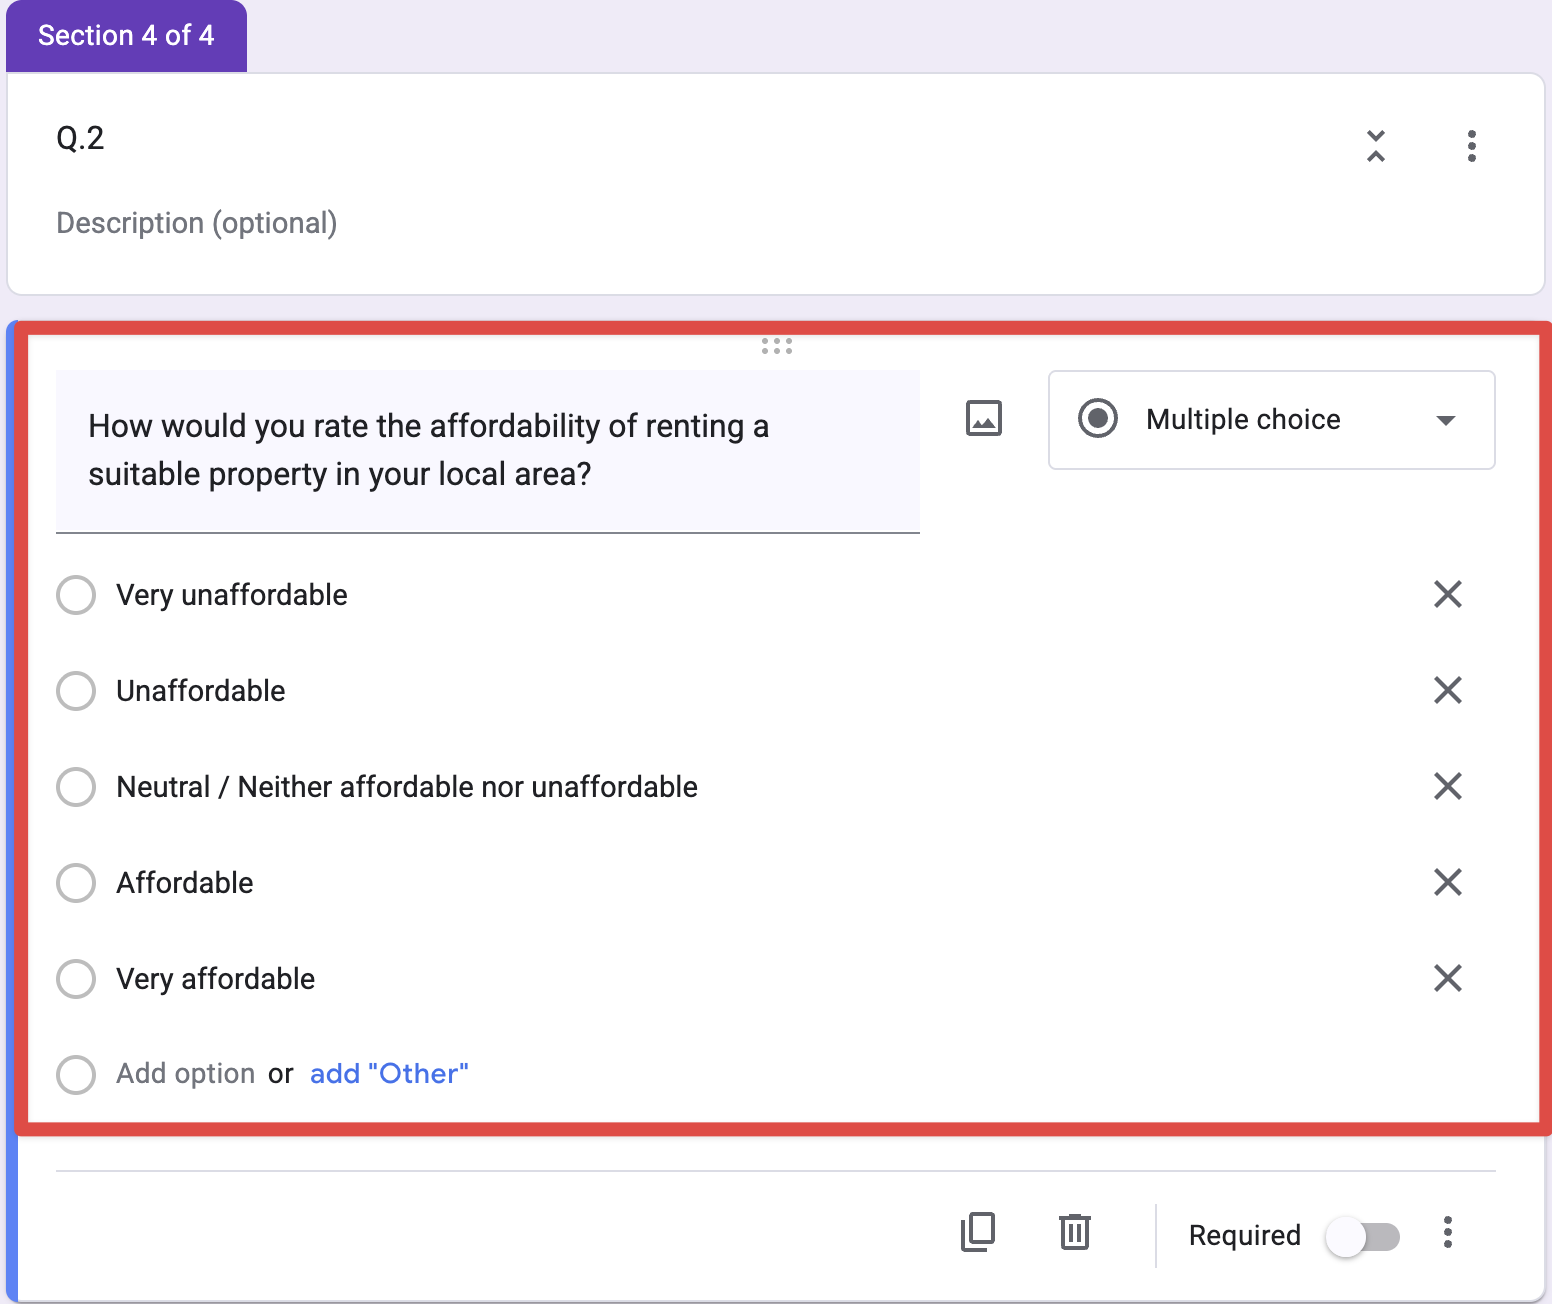 Section 4 of 4
Q.2
Description (optional)
How would you rate the affordability of renting a
suitable property in your local area?
Multiple choice
Very unaffordable
Unaffordable
Neutral / Neither affordable nor unaffordable
Affordable
Very affordable
Add option or add "Other"
Required